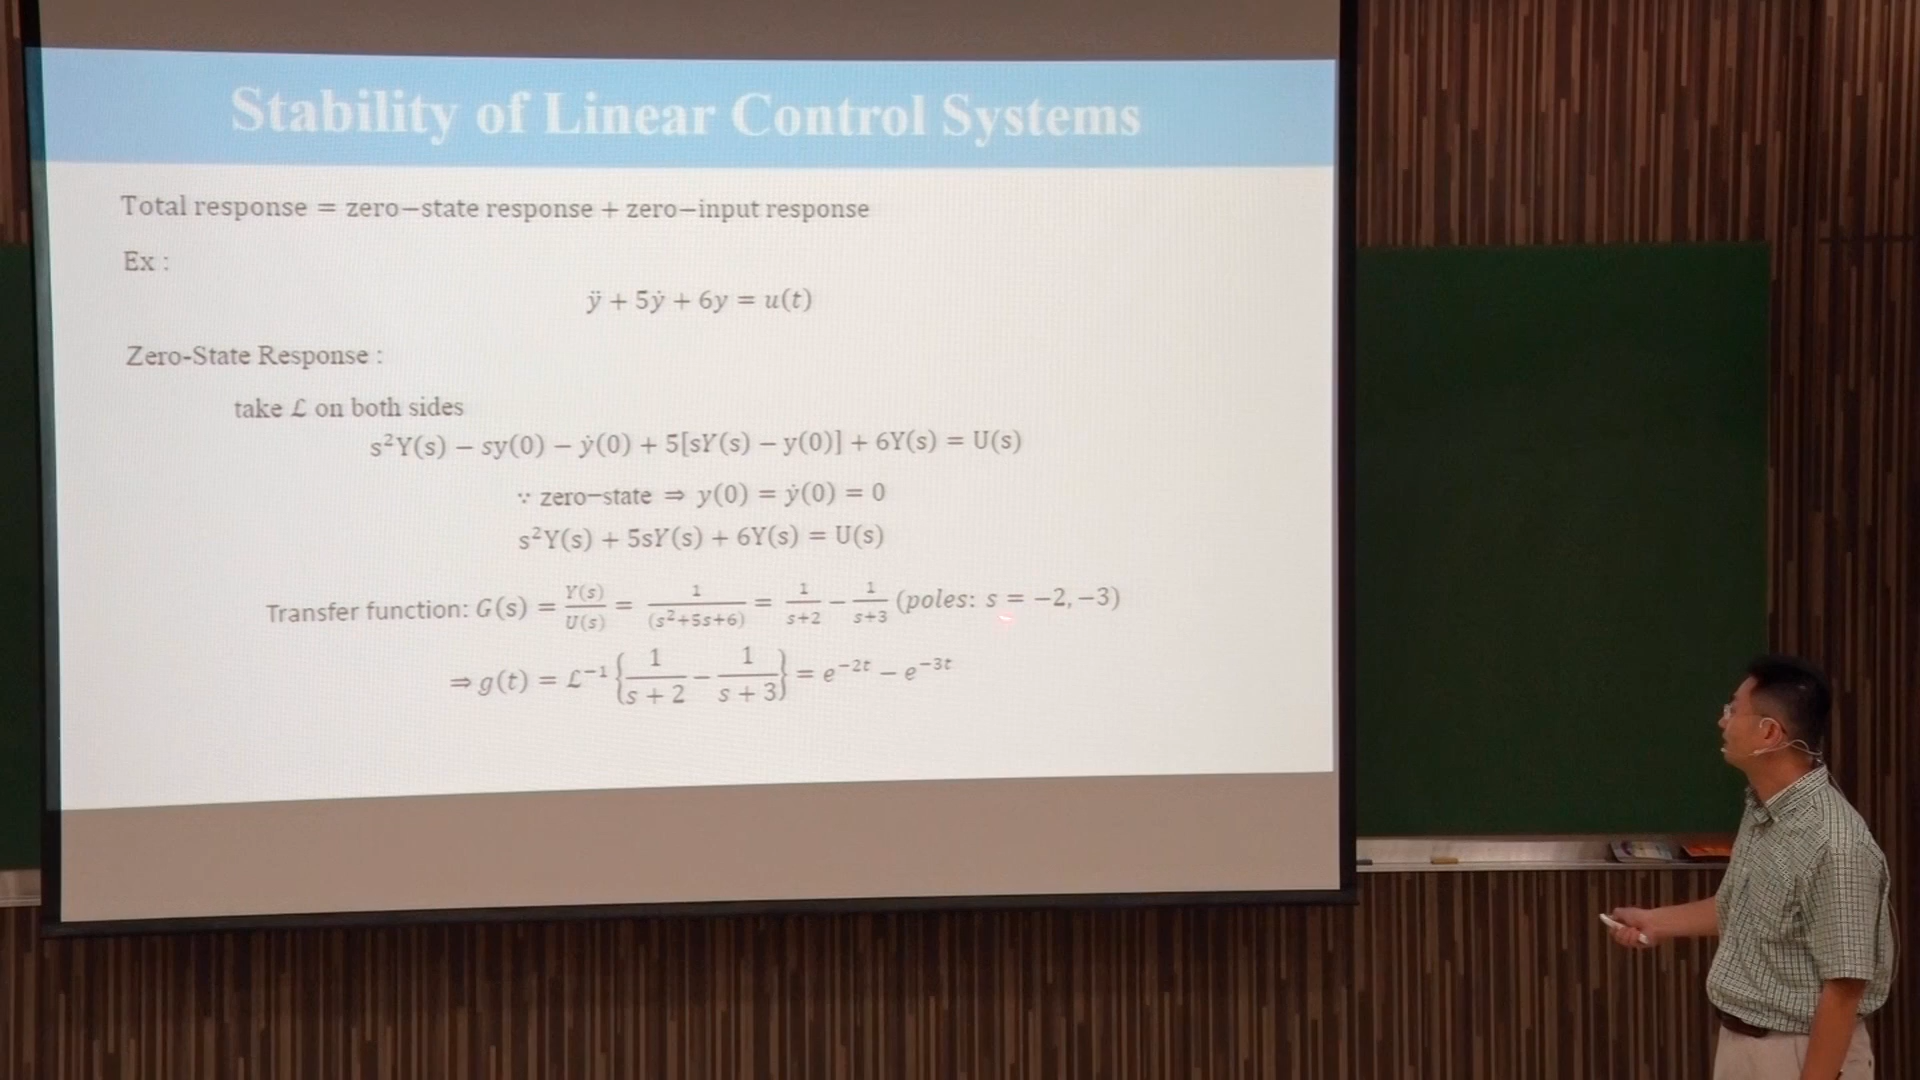 Stability of Linear Control Systems
Total response = zero−state response + zero−input response
Ex :
ÿ + 5ẏ + 6y = u(t)
Zero-State Response :
take ℒ on both sides
s²Y(s) − sy(0) − ẏ(0) + 5[sY(s) − y(0)] + 6Y(s) = U(s)
∵ zero−state ⇒ y(0) = ẏ(0) = 0
s²Y(s) + 5sY(s) + 6Y(s) = U(s)
Transfer function: G(s) = Y(s)/U(s) = 1/(s²+5s+6) = 1/s+2 − 1/s+3 (poles: s = −2, −3)
⇒ g(t) = ℒ⁻¹{1/s + 2 − 1/s + 3} = e⁻²ᵗ − e⁻³ᵗ